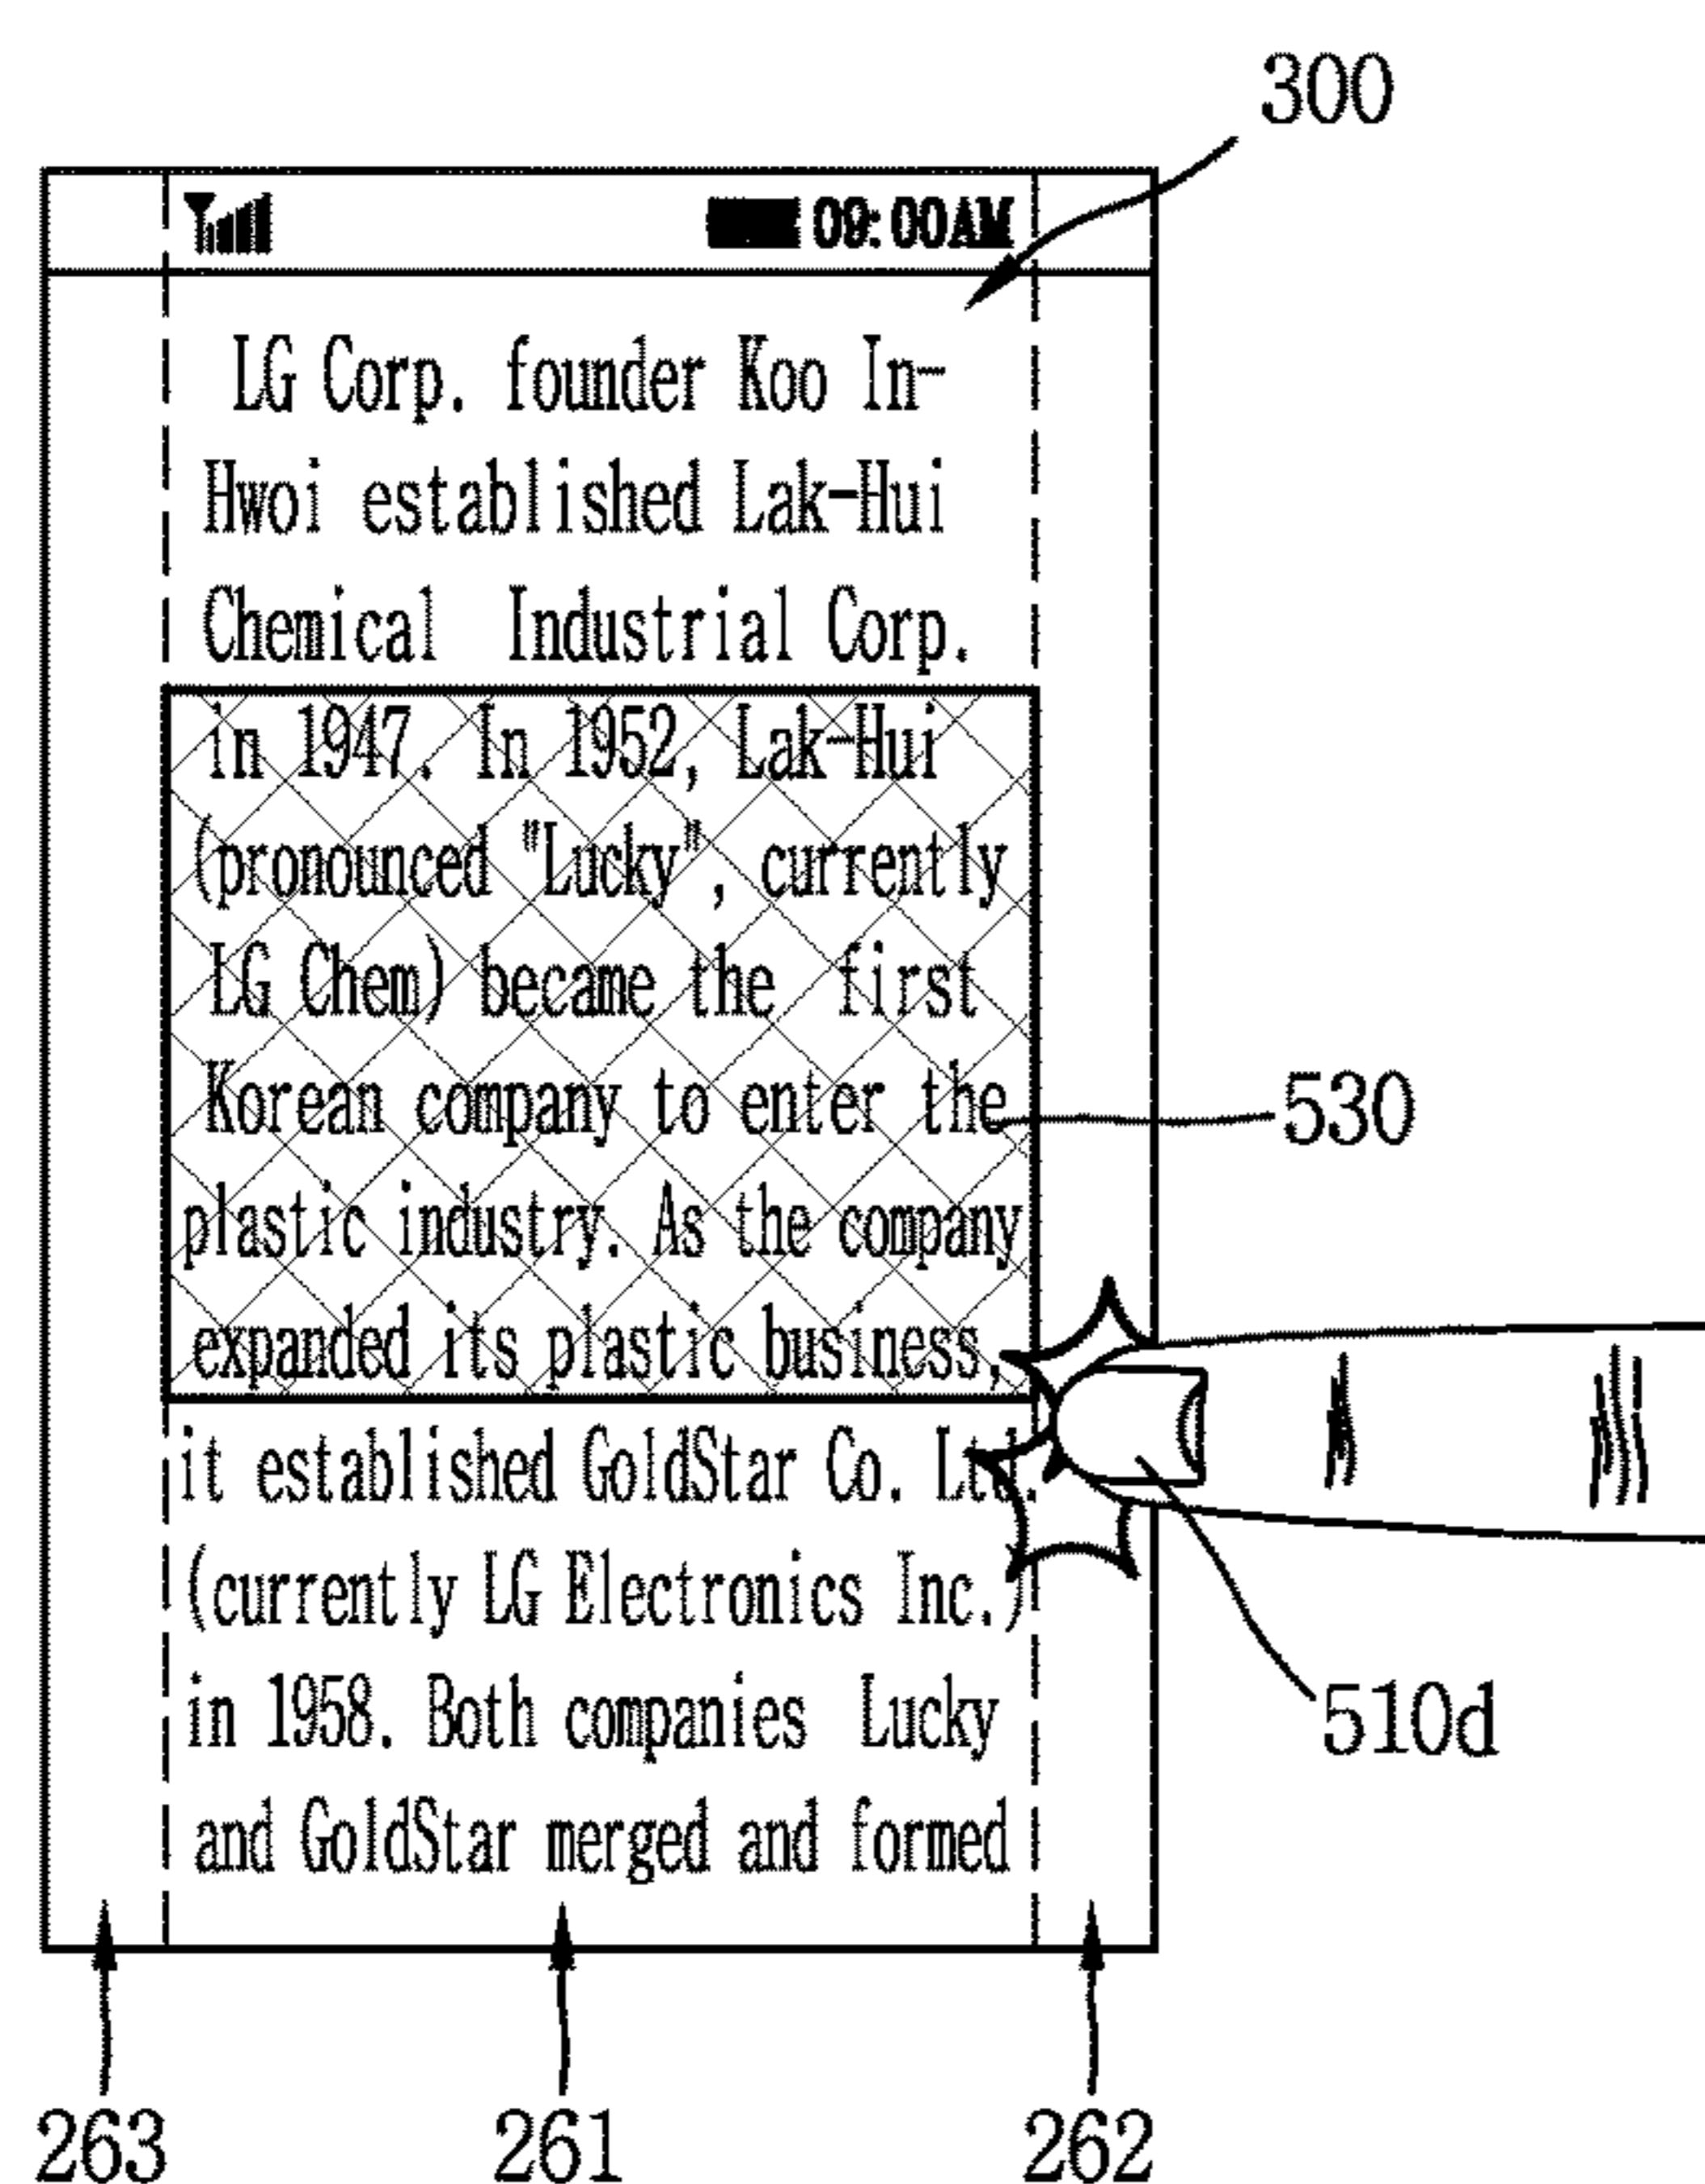 300
09:00AM
LG Corp. founder Koo In-
Hwoi established Lak-Hui
Chemical Industrial Corp.
in 1947. In 1952, Lak-Hui
(pronounced "Lucky", currently
LG Chem) became the first
Korean company to enter the
530
plastic industry. As the company
expanded its plastic business,
it established GoldStar Co. Ltd.
(currently LG Electronics Inc.)
in 1958. Both companies Lucky
510d
and GoldStar merged and formed
263 261 262